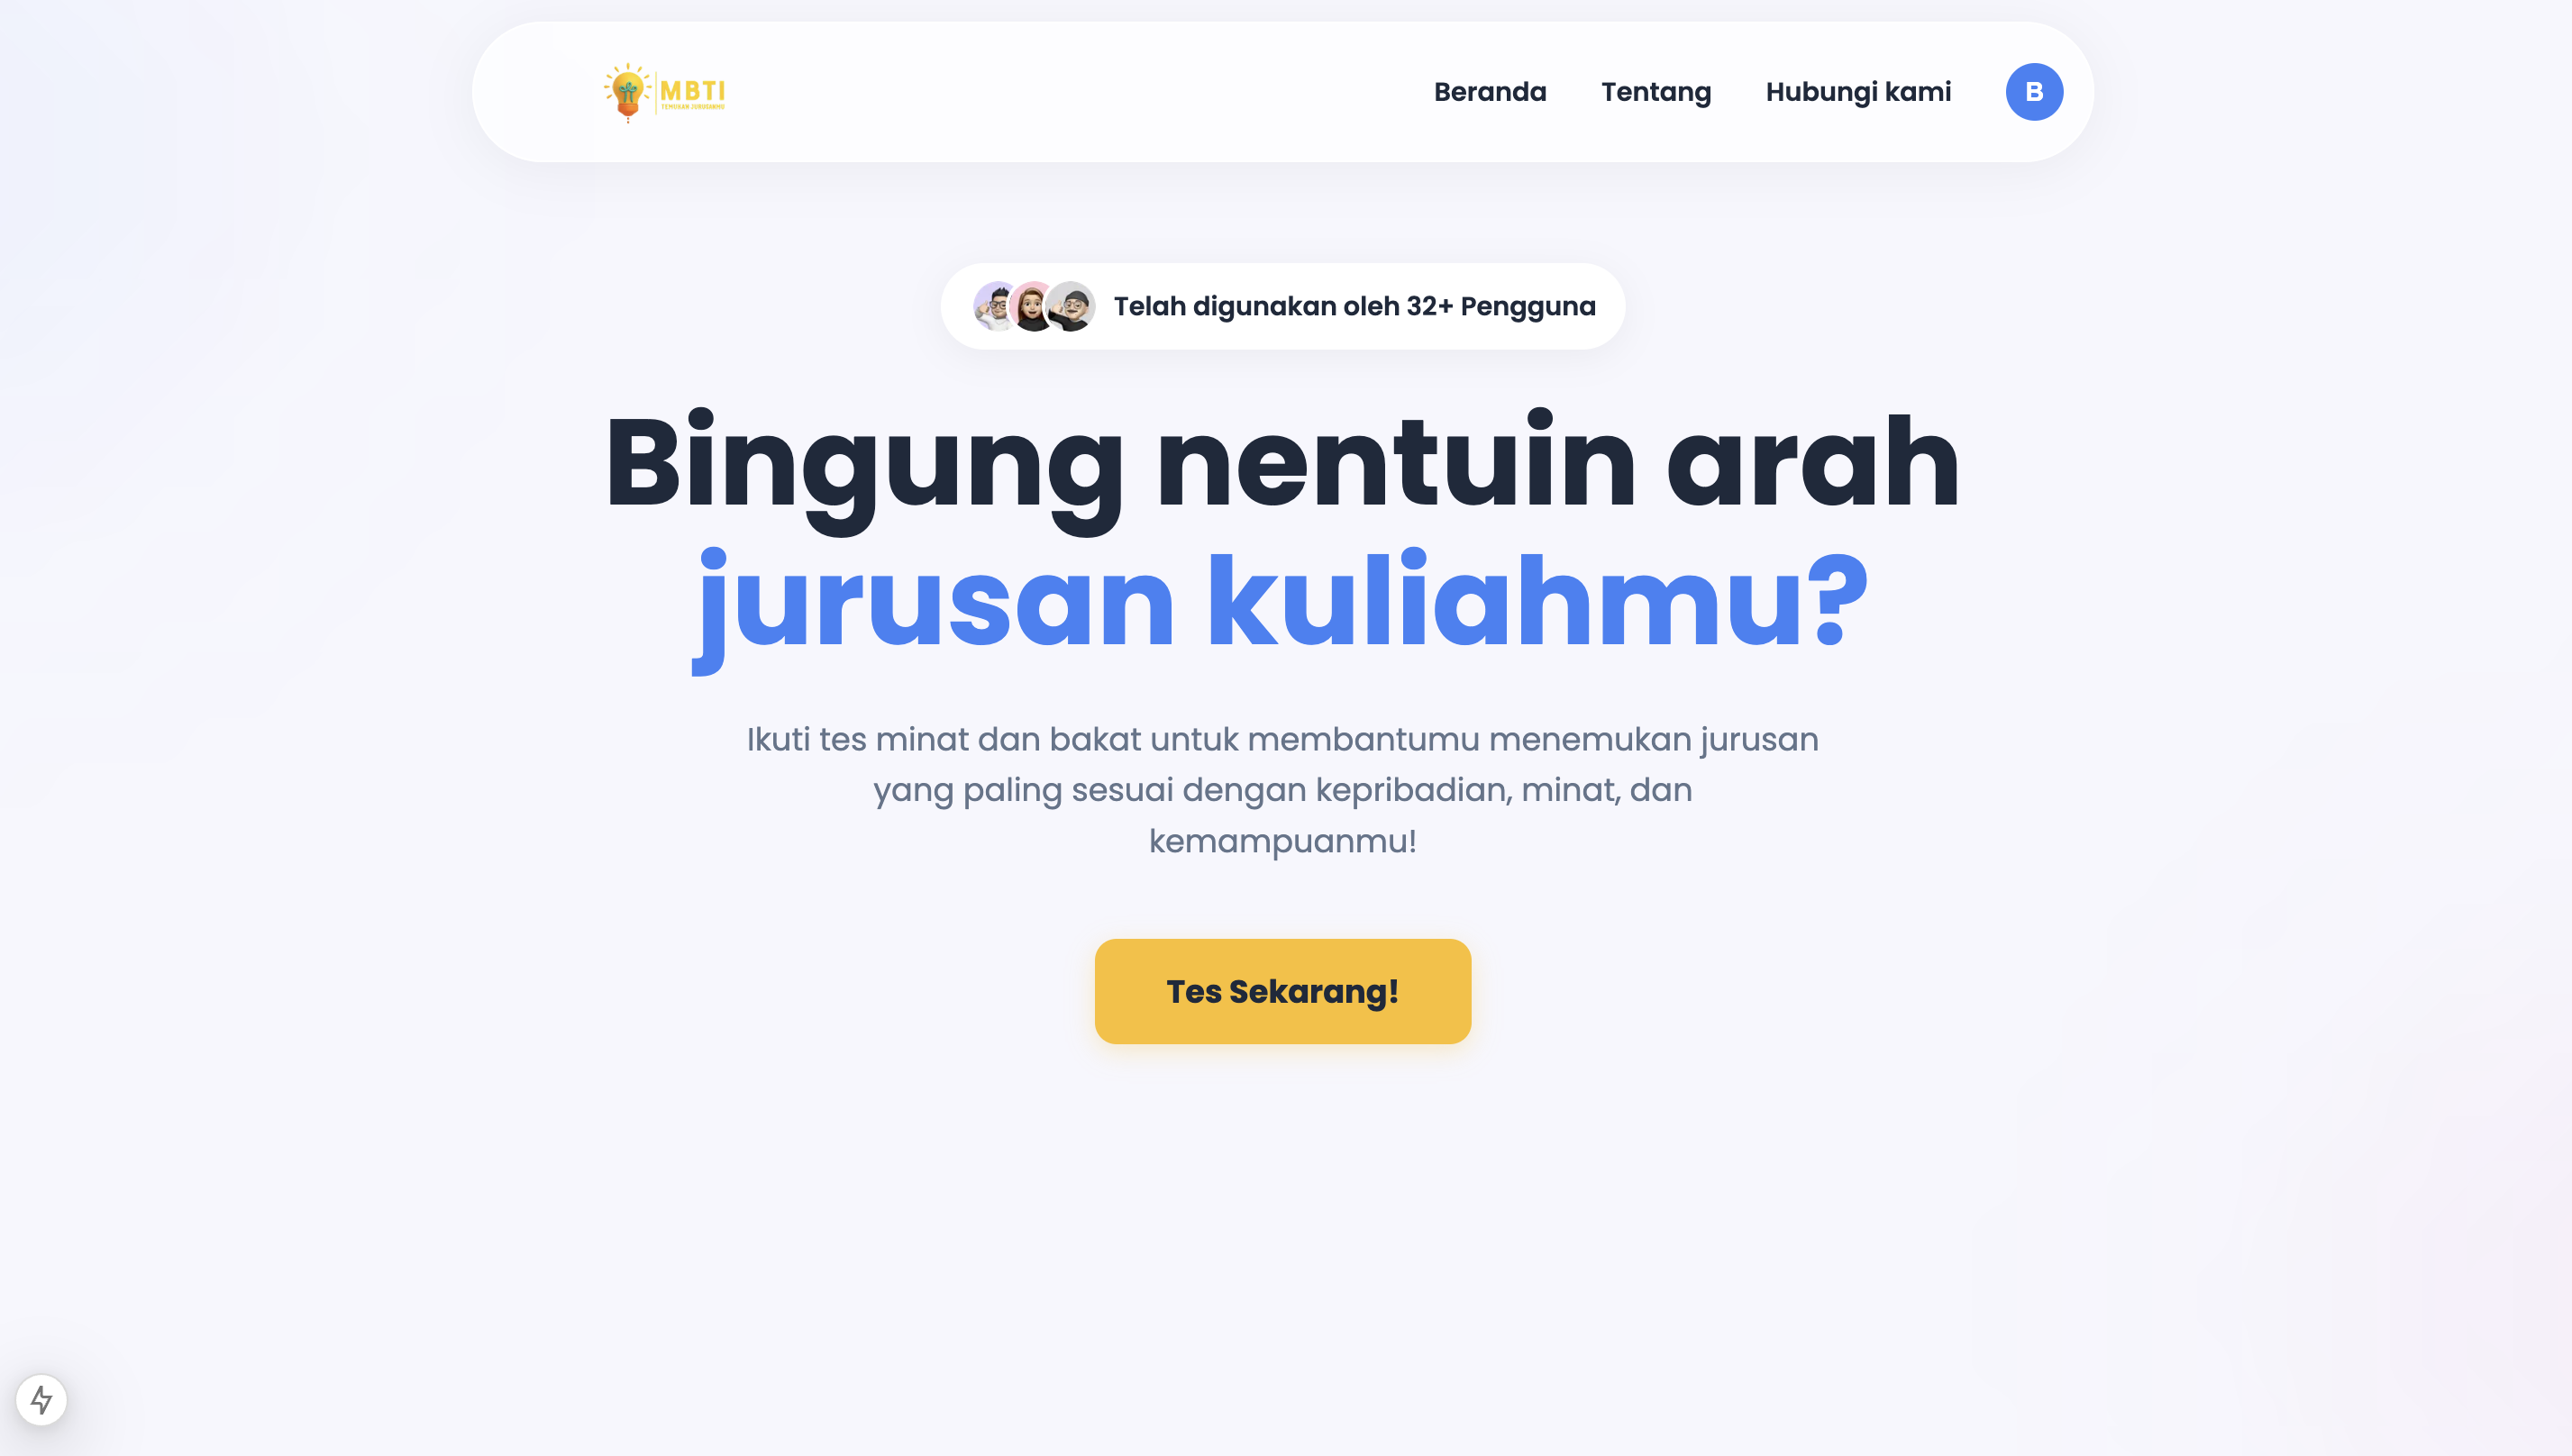 MBTI
TEMUKAN JURUSANMU
Beranda
Tentang
Hubungi kami
B
Telah digunakan oleh 32+ Pengguna
Bingung nentuin arah
jurusan kuliahmu?
Ikuti tes minat dan bakat untuk membantumu menemukan jurusan
yang paling sesuai dengan kepribadian, minat, dan
kemampuanmu!
Tes Sekarang!